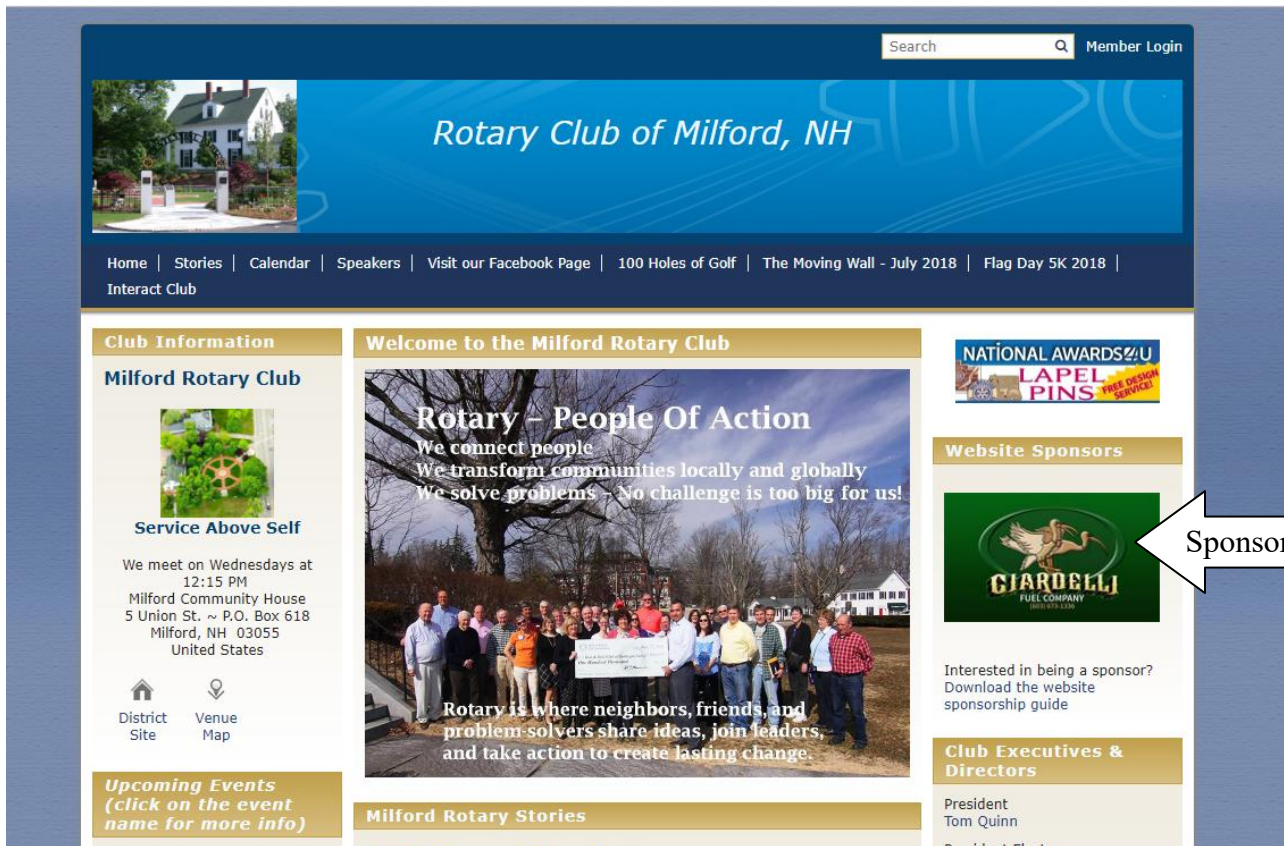 Search
Member Login
Rotary Club of Milford, NH
Home | Stories | Calendar | Speakers | Visit our Facebook Page | 100 Holes of Golf | The Moving Wall - July 2018 | Flag Day 5K 2018 |
Interact Club
Club Information
Milford Rotary Club
Service Above Self
We meet on Wednesdays at
12:15 PM
Milford Community House
5 Union St. ~ P.O. Box 618
Milford, NH 03055
United States
District
Site
Venue
Map
Upcoming Events
(click on the event
name for more info)
Welcome to the Milford Rotary Club
Rotary – People Of Action
We connect people
We transform communities locally and globally
We solve problems – No challenge is too big for us!
One Hundred Thousand
Rotary is where neighbors, friends, and
problem-solvers share ideas, join leaders,
and take action to create lasting change.
Milford Rotary Stories
NATIONAL AWARDS4U
LAPEL
PINS
FREE DESIGN
SERVICE!
Website Sponsors
CIARDELLI
FUEL COMPANY
(603) 673-1336
Sponsor
Interested in being a sponsor?
Download the website
sponsorship guide
Club Executives &
Directors
President
Tom Quinn